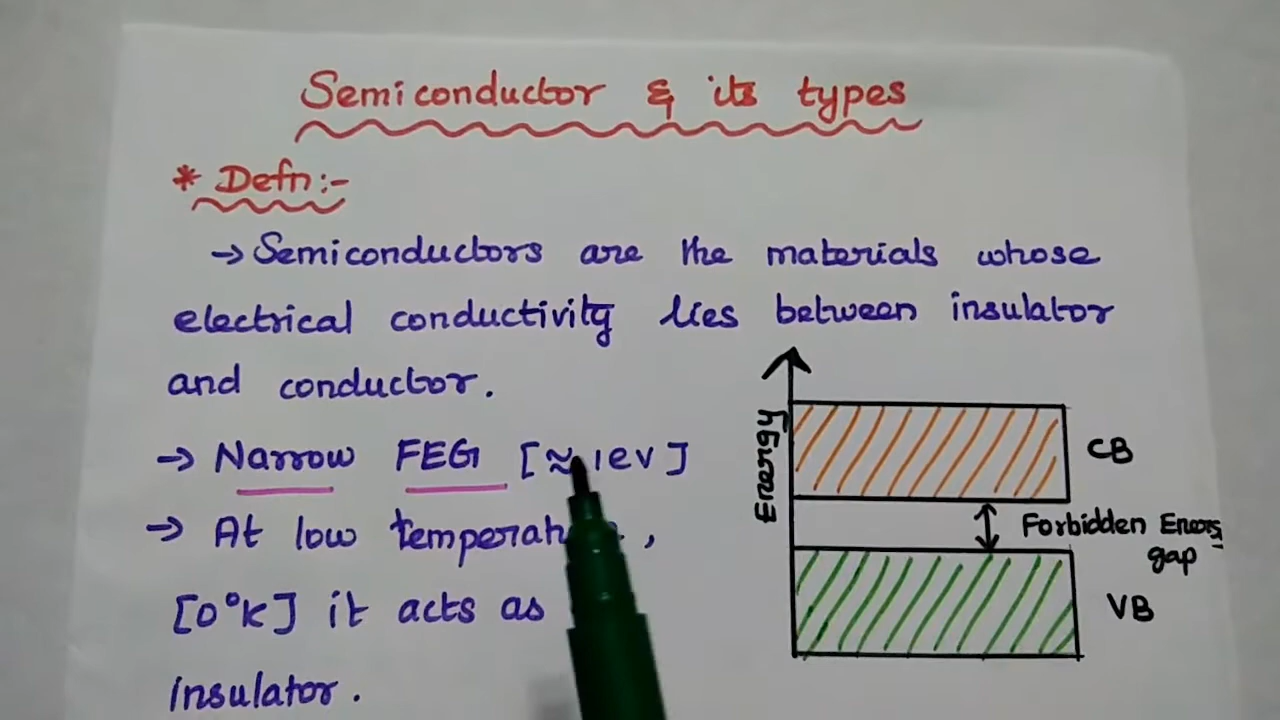 Semiconductor & its types
* Defn:-
→ Semiconductors are the materials whose
electrical conductivity lies between insulator
and conductor.
→ Narrow FEG [≈1ev]
→ At low temperature,
[0°K] it acts as
insulator.
Energy
CB
Forbidden Energy
gap
VB